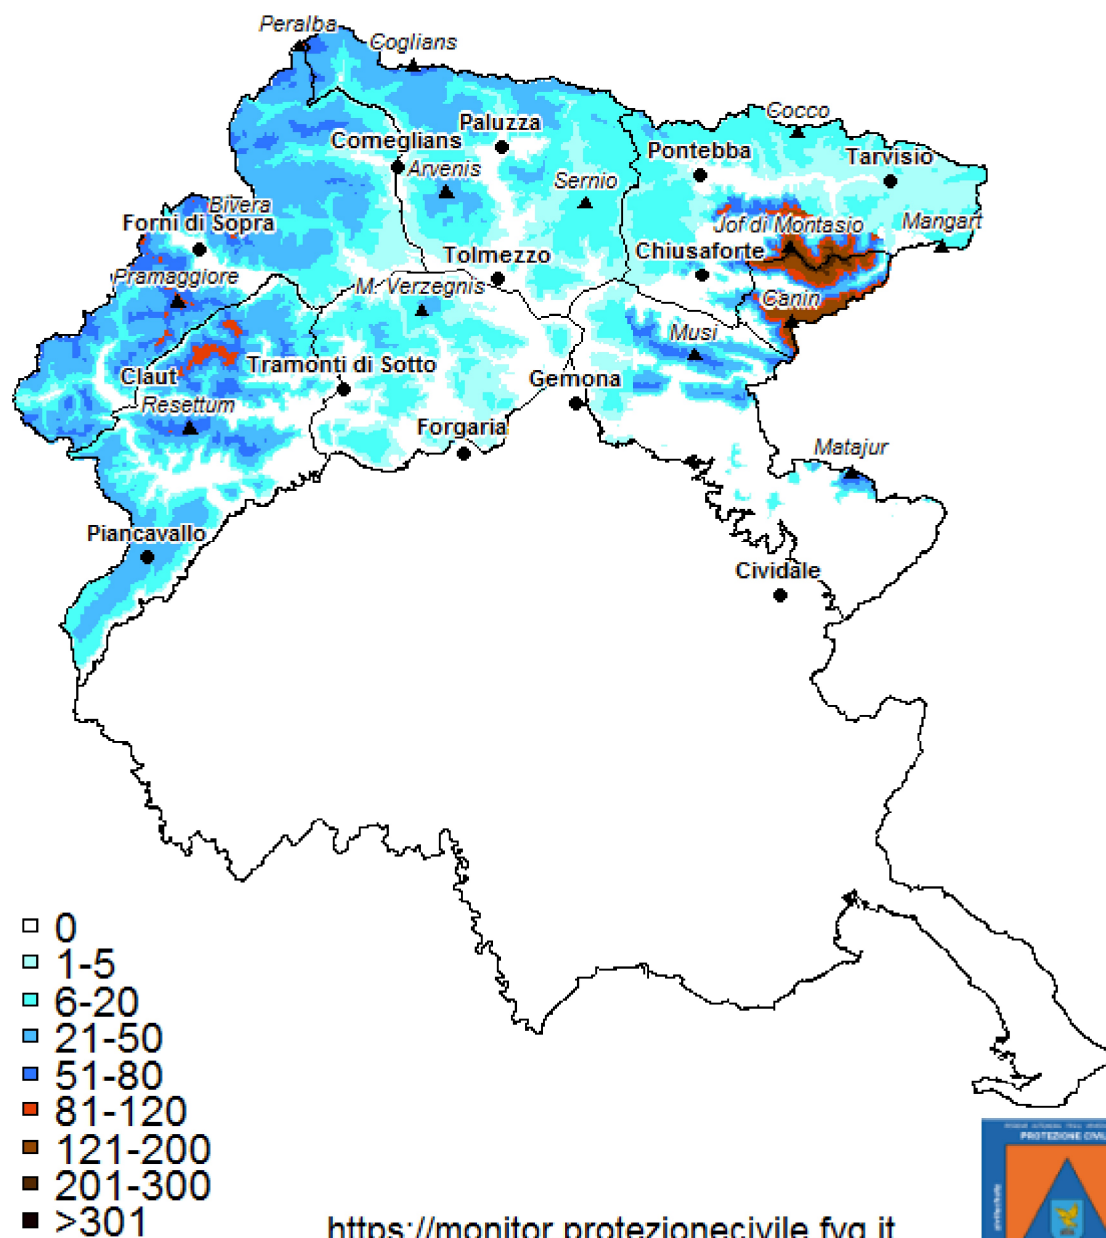 Peralba
Coglians
Cocco
Paluzza
Comeglians
Pontebba
Tarvisio
Arvenis
Sernio
Bivera
Forni di Sopra
Jof di Montasio
Mangart
Tolmezzo
Chiusaforte
Pramaggiore
M. Verzegnis
Canin
Musi
Claut
Tramonti di Sotto
Gemona
Resettum
Forgaria
Matajur
Piancavallo
Cividale
0
1-5
6-20
21-50
51-80
81-120
121-200
201-300
>301
PROTEZIONE CIVIL
https://monitor.protezionecivile.fvg.it